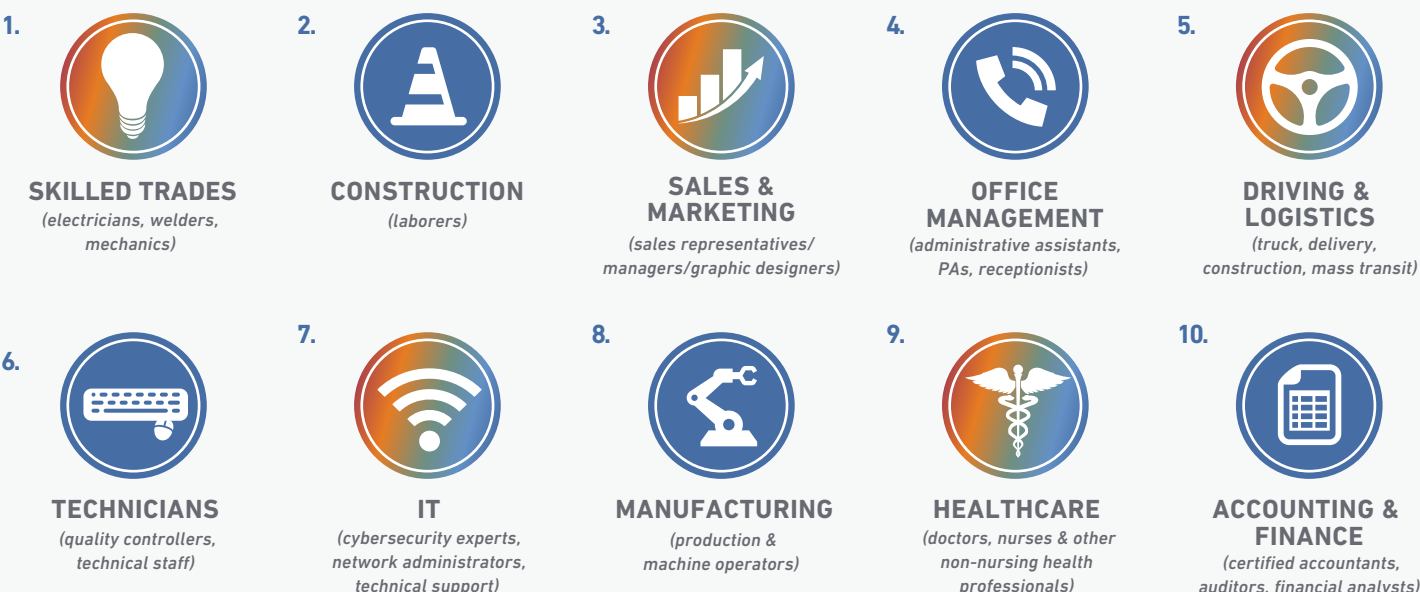 1.
SKILLED TRADES
(electricians, welders,
mechanics)
2.
CONSTRUCTION
(laborers)
3.
SALES &
MARKETING
(sales representatives/
managers/graphic designers)
4.
OFFICE
MANAGEMENT
(administrative assistants,
PAs, receptionists)
5.
DRIVING &
LOGISTICS
(truck, delivery,
construction, mass transit)
6.
TECHNICIANS
(quality controllers,
technical staff)
7.
IT
(cybersecurity experts,
network administrators,
technical support)
8.
MANUFACTURING
(production &
machine operators)
9.
HEALTHCARE
(doctors, nurses & other
non-nursing health
professionals)
10.
ACCOUNTING &
FINANCE
(certified accountants,
auditors, financial analysts)